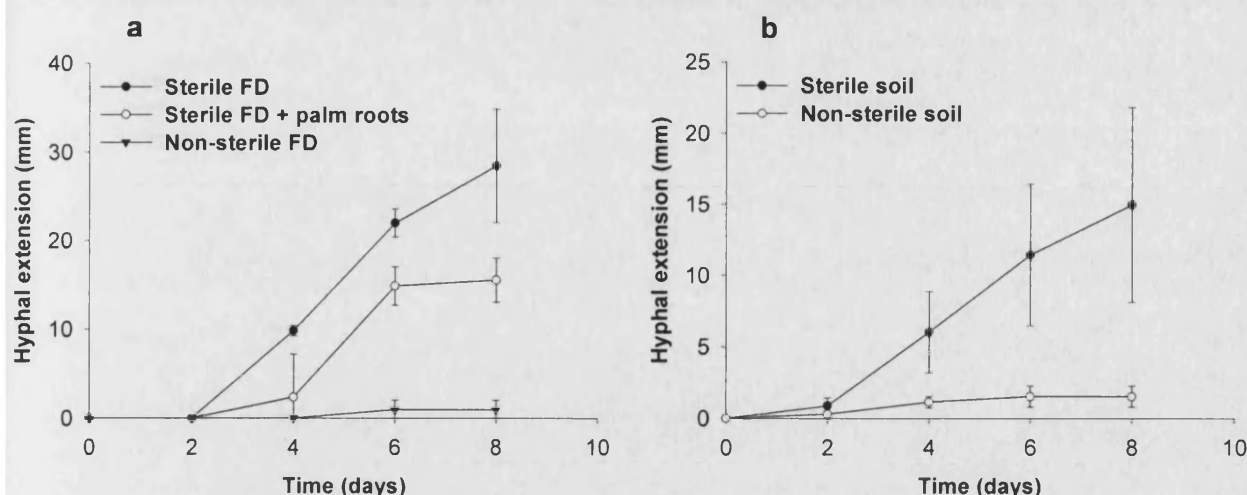 a
40
30
20
10
0
Hyphal extension (mm)
Sterile FD
Sterile FD + palm roots
Non-sterile FD
0 2 4 6 8 10
Time (days)
b
25
20
15
10
5
0
Hyphal extension (mm)
Sterile soil
Non-sterile soil
0 2 4 6 8 10
Time (days)